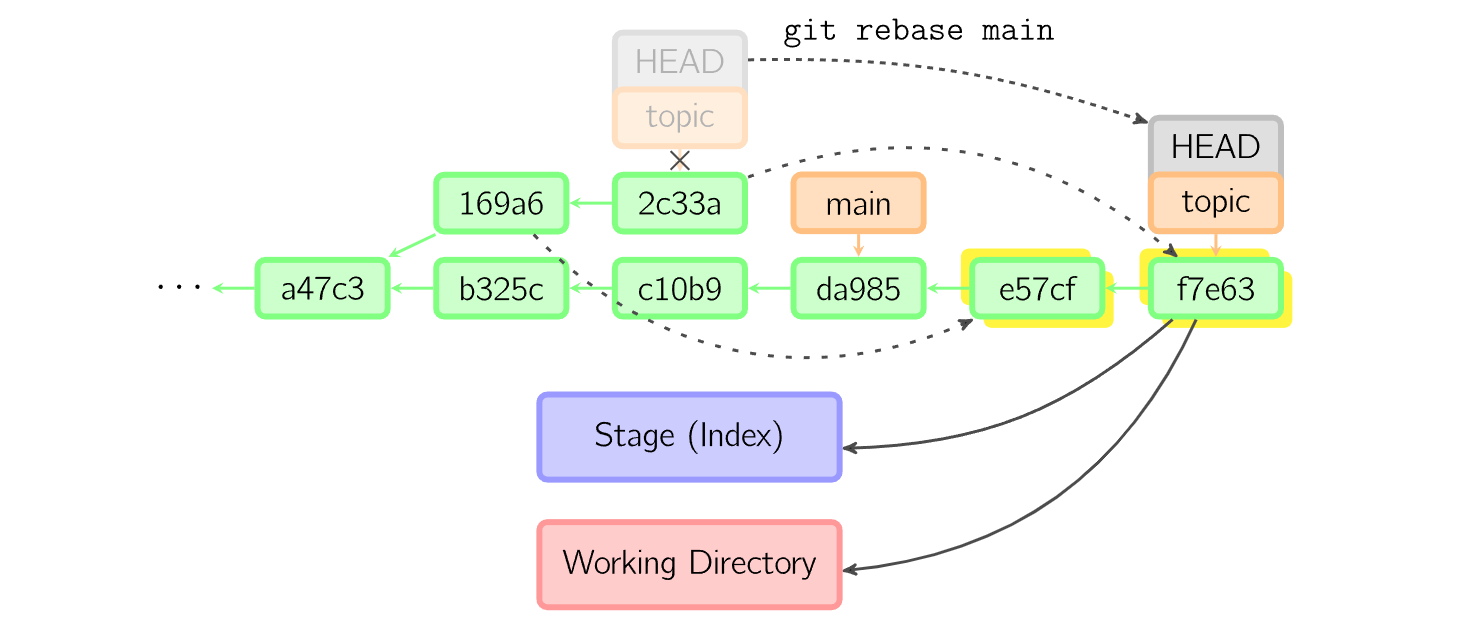 git rebase main
HEAD
topic
HEAD
topic
169a6
2c33a
main
... a47c3
b325c
c10b9
da985
e57cf
f7e63
Stage (Index)
Working Directory